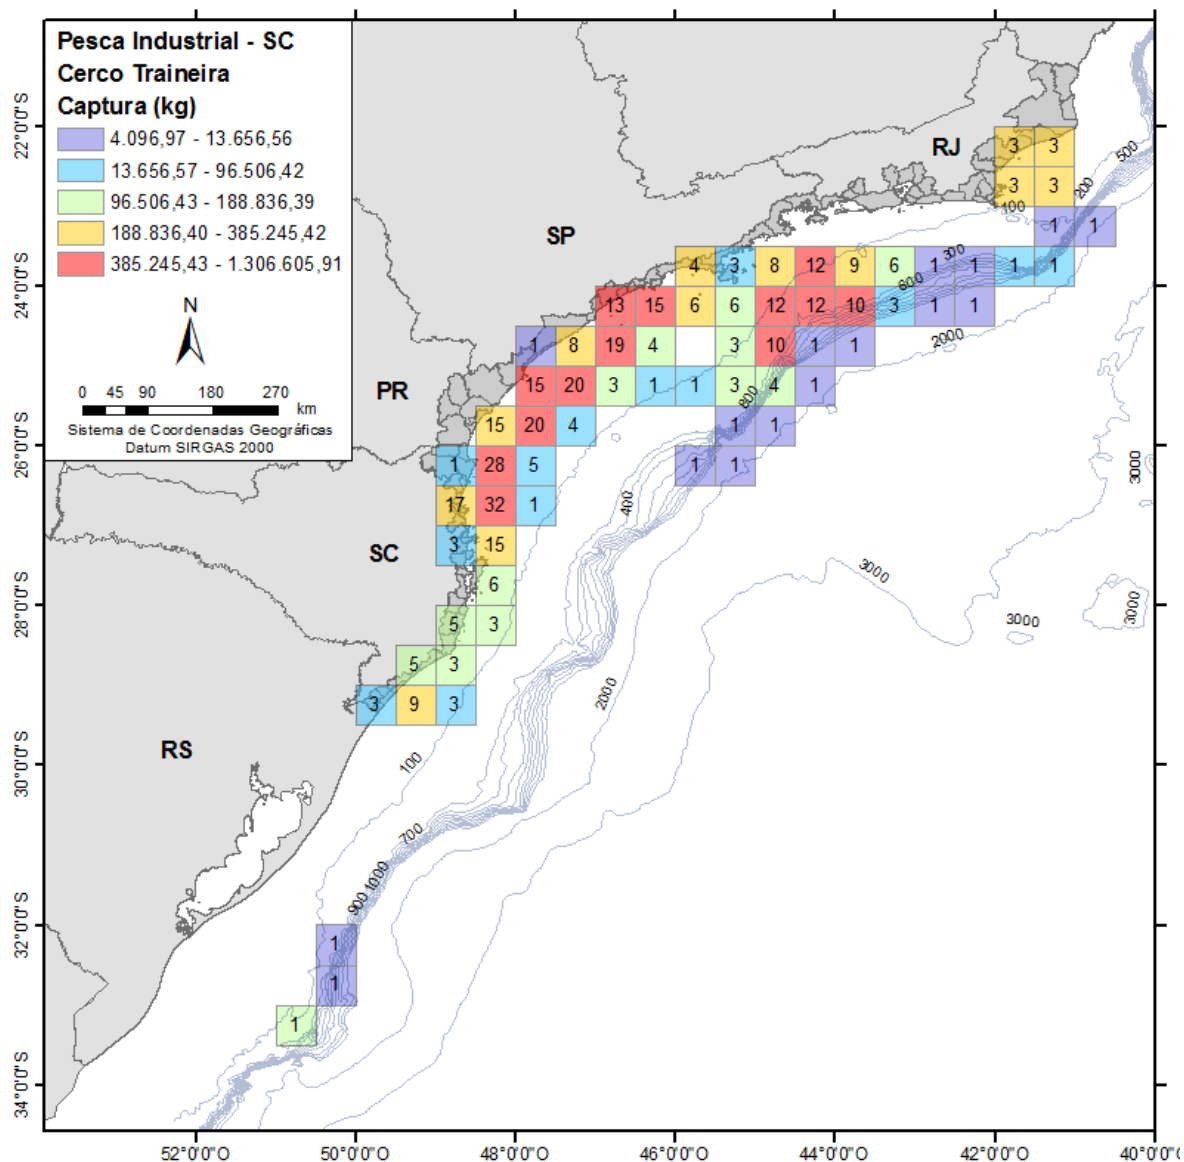 Pesca Industrial - SC
Cerco Traineira
Captura (kg)
4.096,97 - 13.656,56
13.656,57 - 96.506,42
96.506,43 - 188.836,39
188.836,40 - 385.245,42
385.245,43 - 1.306.605,91
N
0 45 90 180 270
km
Sistema de Coordenadas Geográficas
Datum SIRGAS 2000
RJ
SP
PR
SC
RS
3 3
3 3
1 1
4 3 8 12 9 6 1 1 1 1
13 15 6 6 12 12 10 3 1 1
1 8 19 4 3 10 1 1
15 20 3 1 1 3 4 1
15 20 4 1 1
1 28 5 1 1
17 32 1
3 15
6
5 3
5 3
3 9 3
1
1
1
500
200
100
300
600
2000
800
400
3000
3000
3000
3000
2000
100
700
1000
900
22°0'0"S
24°0'0"S
26°0'0"S
28°0'0"S
30°0'0"S
32°0'0"S
34°0'0"S
52°0'0"O 50°0'0"O 48°0'0"O 46°0'0"O 44°0'0"O 42°0'0"O 40°0'0"O